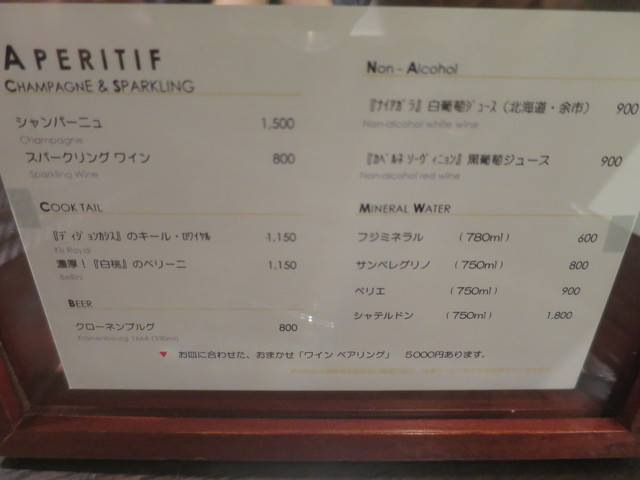 APERITIF
CHAMPAGNE & SPARKLING
シャンパーニュ 1,500
Champagne
スパークリング ワイン 800
Sparkling Wine
COOK TAIL
『ディジョンカシス』のキール・ロワイヤル 1,150
Kir Royal
濃厚!『白桃』のベリーニ 1,150
Bellini
BEER
クローネンブルグ 800
Kronenbourg 1664 (330ml)
Non - Alcohol
『ナイアガラ』白葡萄ジュース(北海道・余市) 900
Non-alcohol white wine
『カベルネ ソーヴィニョン』黒葡萄ジュース 900
Non-alcohol red wine
MINERAL WATER
フジミネラル (780ml) 600
サンペレグリノ (750ml) 800
ペリエ (750ml) 900
シャテルドン (750ml) 1,800
▼ お皿に合わせた、おまかせ「ワイン ペアリング」 5000円あります。